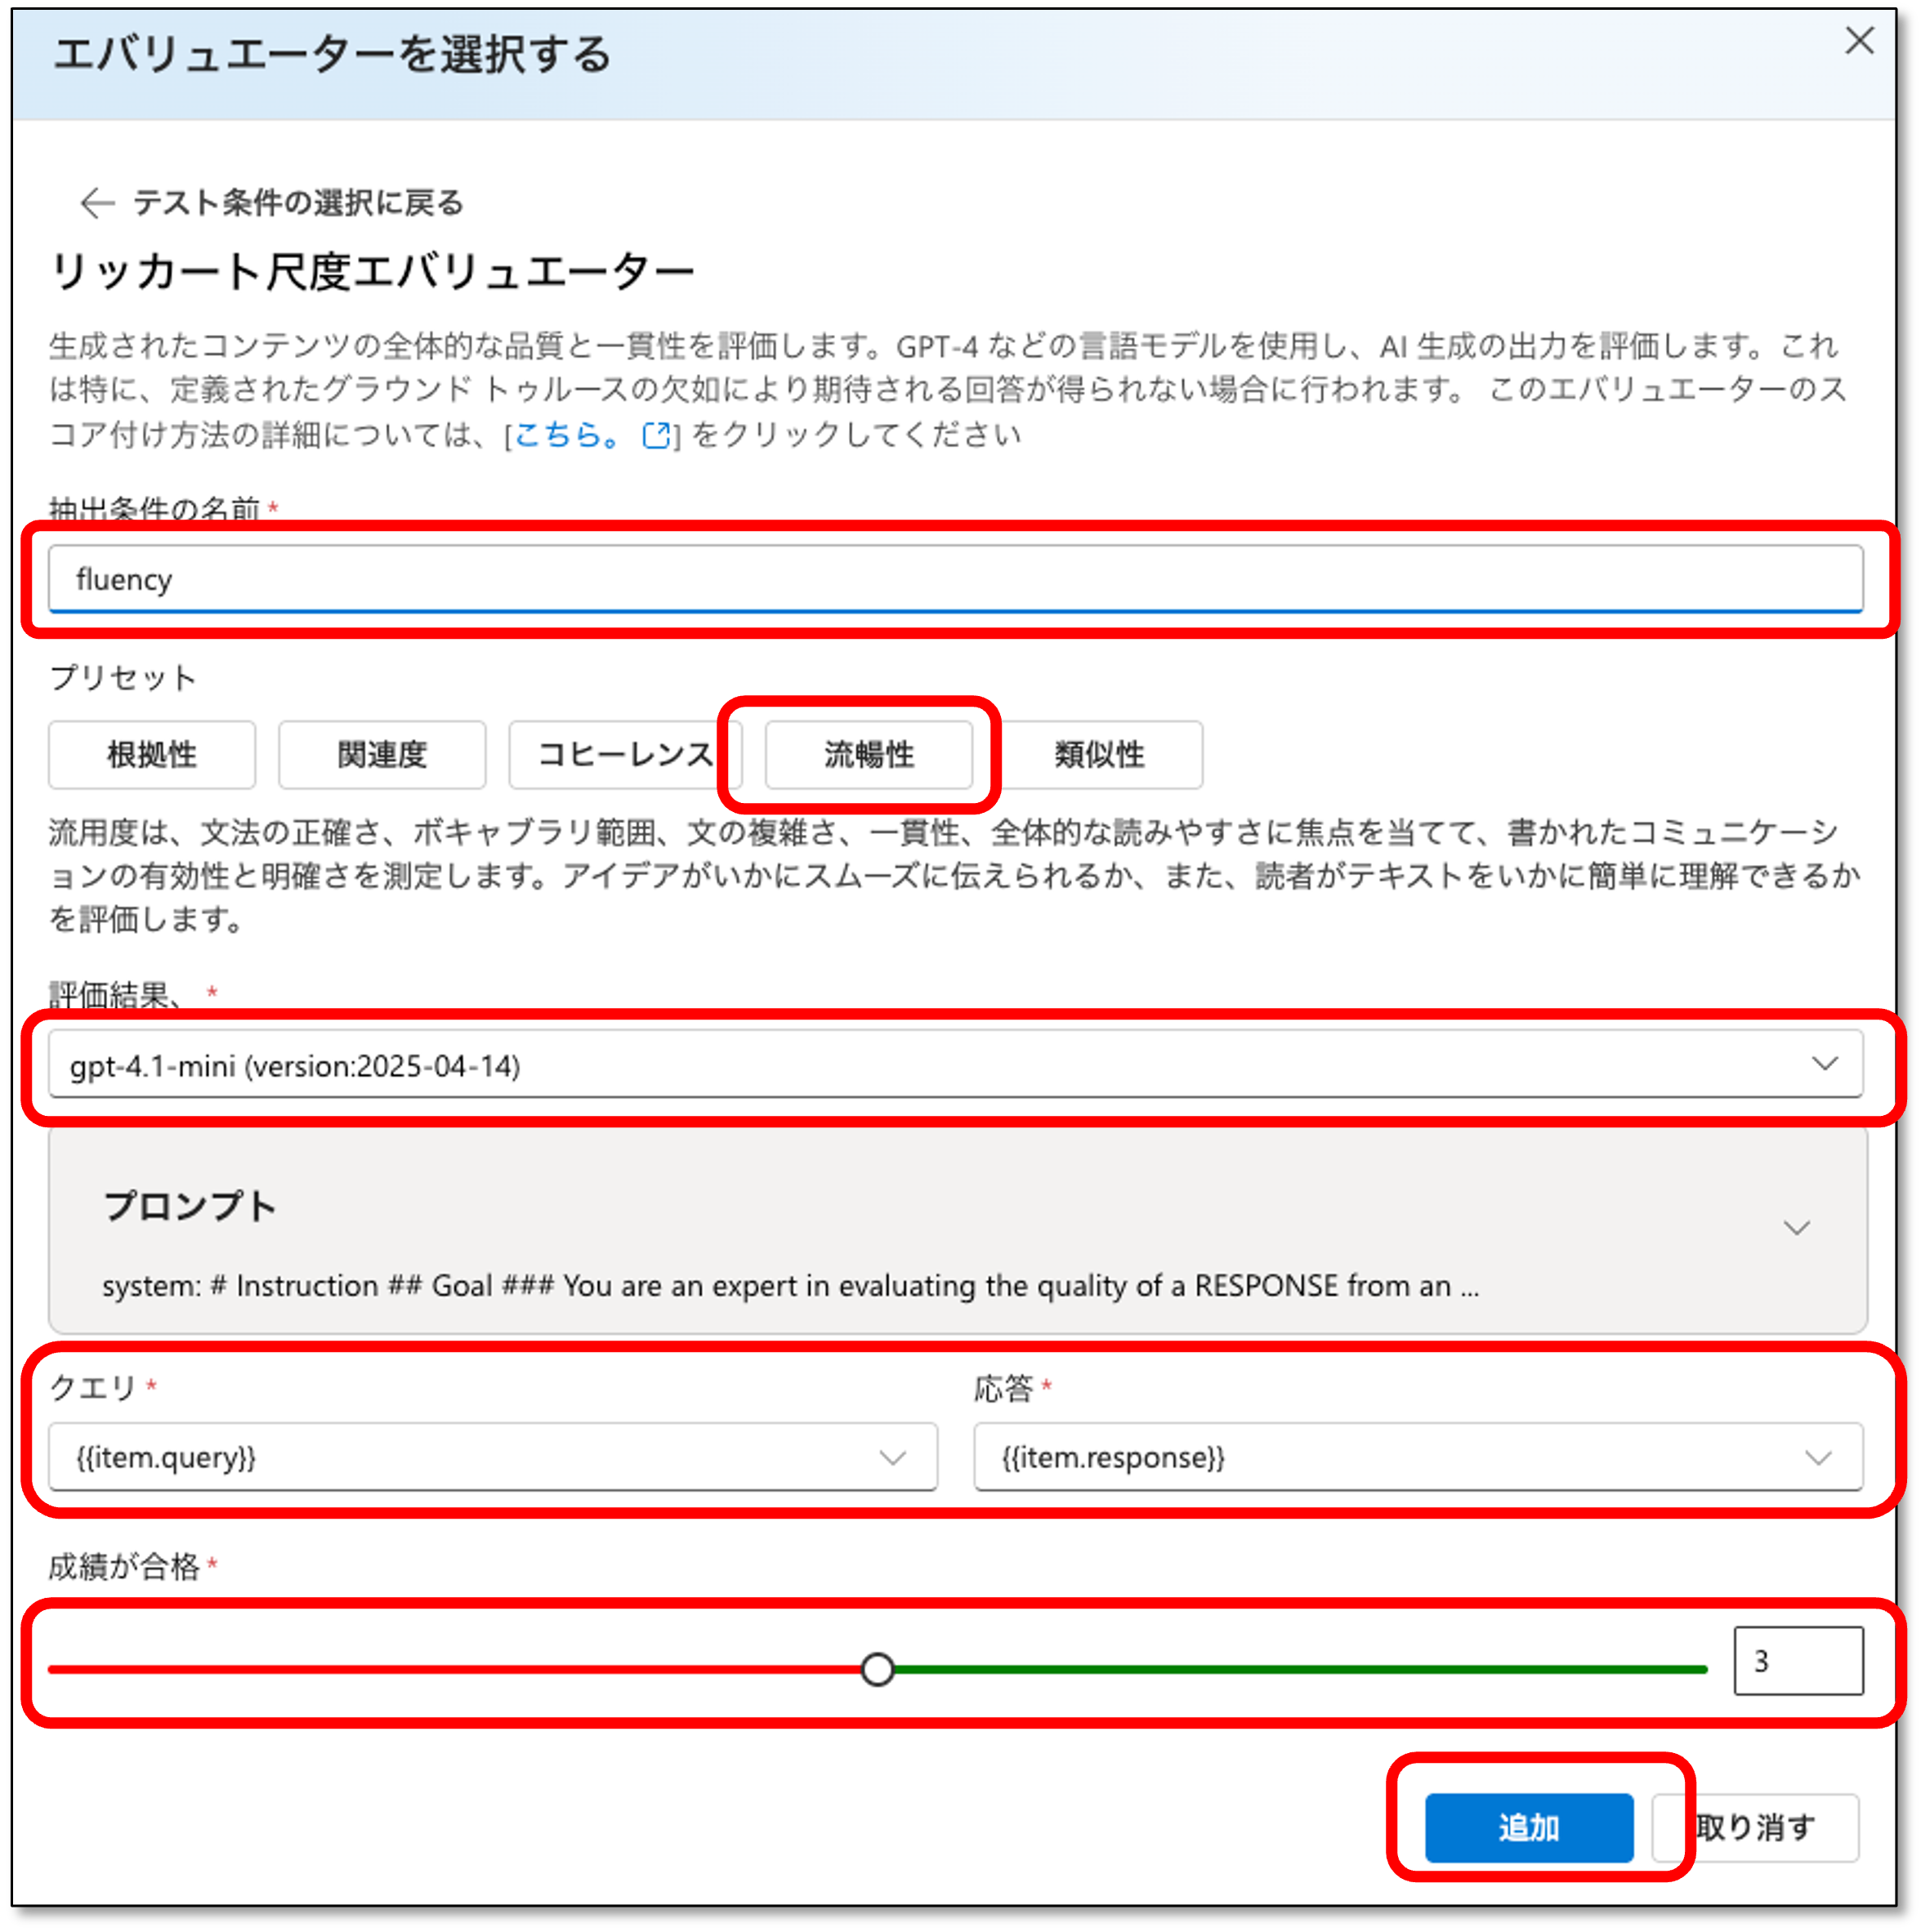 エバリュエーターを選択する
テスト条件の選択に戻る
リッカート尺度エバリュエーター
生成されたコンテンツの全体的な品質と一貫性を評価します。GPT-4 などの言語モデルを使用し、AI 生成の出力を評価します。これ
は特に、定義されたグラウンド トゥルースの欠如により期待される回答が得られない場合に行われます。 このエバリュエーターのス
コア付け方法の詳細については、[こちら。] をクリックしてください
抽出条件の名前 *
fluency
プリセット
根拠性 関連度 コヒーレンス 流暢性 類似性
流用度は、文法の正確さ、ボキャブラリ範囲、文の複雑さ、一貫性、全体的な読みやすさに焦点を当てて、書かれたコミュニケーシ
ョンの有効性と明確さを測定します。アイデアがいかにスムーズに伝えられるか、また、読者がテキストをいかに簡単に理解できるか
を評価します。
評価結果、 *
gpt-4.1-mini (version:2025-04-14)
プロンプト
system: # Instruction ## Goal ### You are an expert in evaluating the quality of a RESPONSE from an ...
クエリ * 応答 *
{{item.query}} {{item.response}}
成績が合格 *
3
追加 取り消す